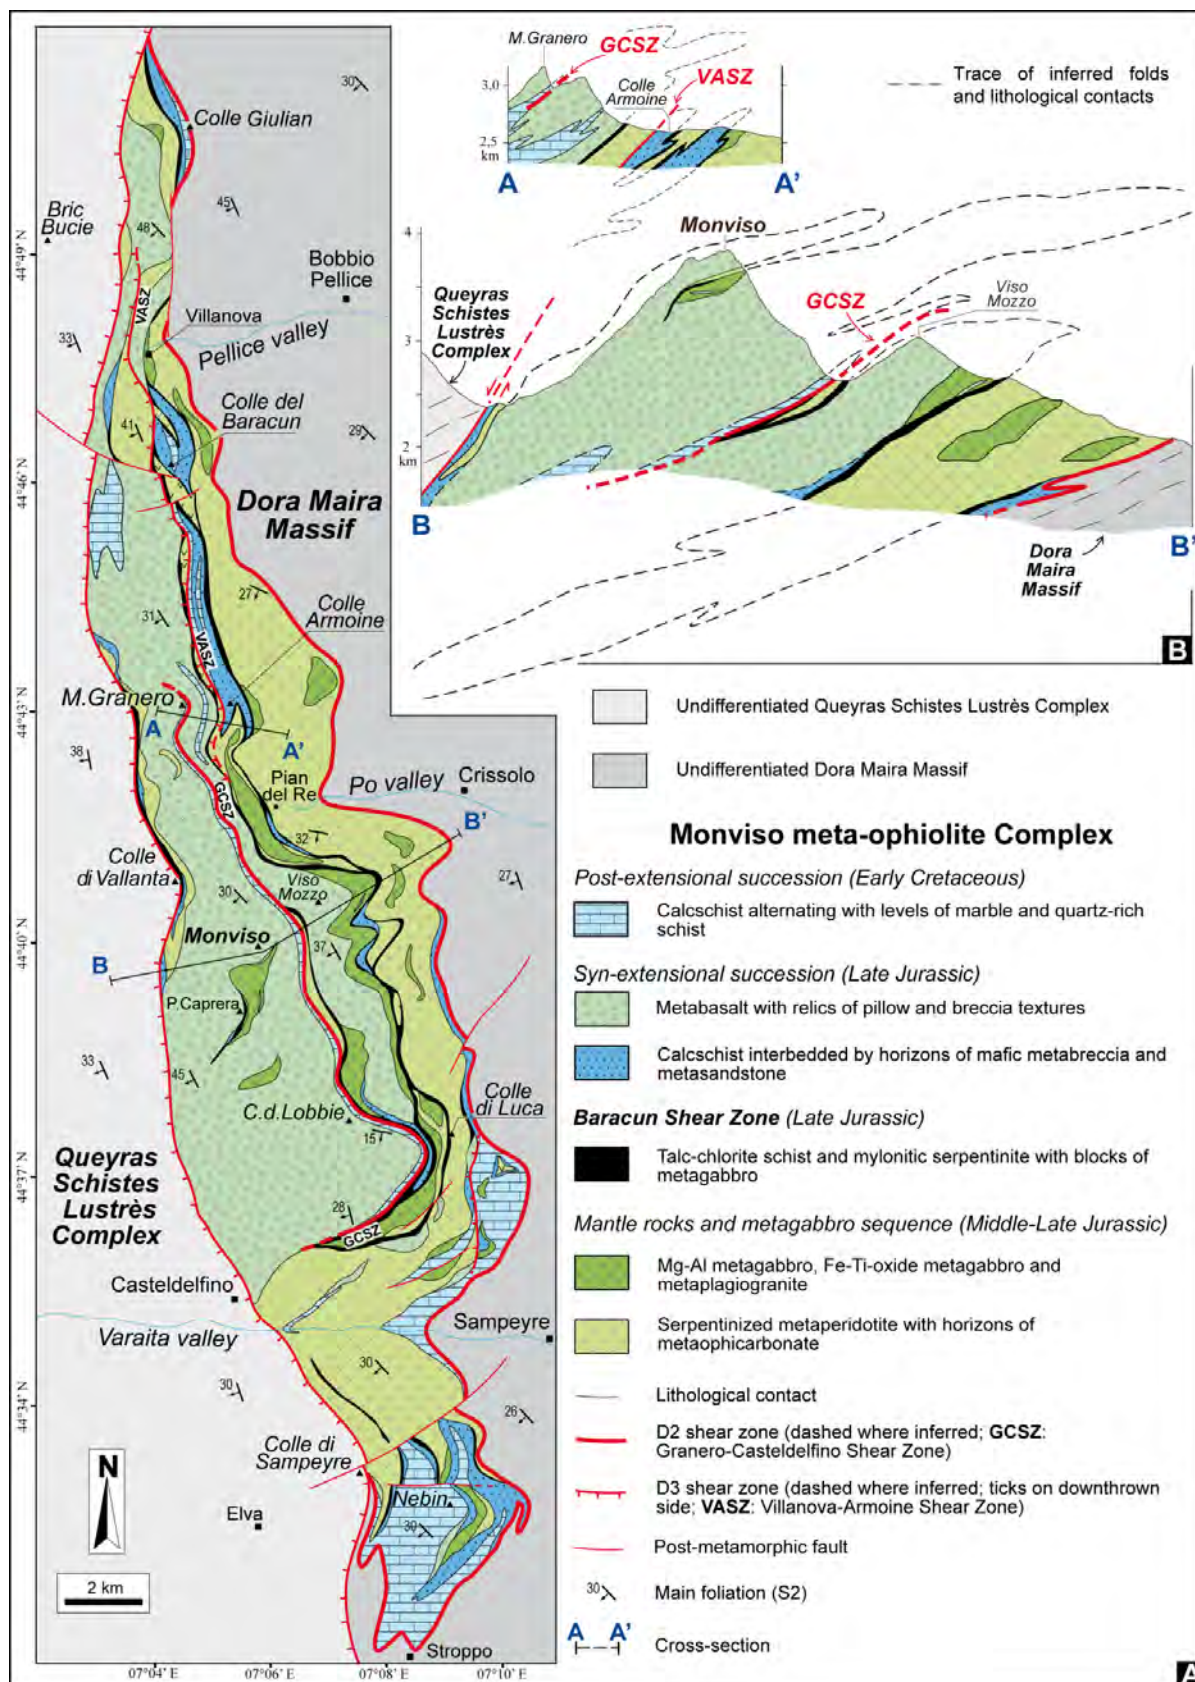 M.Granero
GCSZ
VASZ
Colle
Armoine
3,0
2,5
km
A
A'
Trace of inferred folds
and lithological contacts
4
3
2
km
Monviso
Queyras
Schistes
Lustrès
Complex
GCSZ
Viso
Mozzo
Dora
Maira
Massif
B
B'
B
30
Colle Giulian
45
Bric
Bucie
48
44°49' N
Bobbio
Pellice
VASZ
Villanova
33
Pellice valley
Colle del
Baracun
41
29
44°46' N
Dora Maira
Massif
27
Colle
Armoine
31
VASZ
44°43' N
M.Granero
A
A'
38
Pian
del Re
GCSZ
Po valley
Crissolo
B'
32
Colle
di Vallanta
Viso
Mozzo
30
27
44°40' N
Monviso
37
B
P.Caprera
33
45
Colle
di Luca
C.d.Lobbie
15
44°37' N
Queyras
Schistes
Lustrès
Complex
28
GCSZ
Casteldelfino
Sampeyre
Varaita valley
30
30
44°34' N
26
Colle di
Sampeyre
N
Nebin
Elva
30
2 km
Stroppo
07°04' E
07°06' E
07°08' E
07°10' E
Undifferentiated Queyras Schistes Lustrès Complex
Undifferentiated Dora Maira Massif
Monviso meta-ophiolite Complex
Post-extensional succession (Early Cretaceous)
Calcschist alternating with levels of marble and quartz-rich
schist
Syn-extensional succession (Late Jurassic)
Metabasalt with relics of pillow and breccia textures
Calcschist interbedded by horizons of mafic metabreccia and
metasandstone
Baracun Shear Zone (Late Jurassic)
Talc-chlorite schist and mylonitic serpentinite with blocks of
metagabbro
Mantle rocks and metagabbro sequence (Middle-Late Jurassic)
Mg-Al metagabbro, Fe-Ti-oxide metagabbro and
metaplagiogranite
Serpentinized metaperidotite with horizons of
metaophicarbonate
Lithological contact
D2 shear zone (dashed where inferred; GCSZ:
Granero-Casteldelfino Shear Zone)
D3 shear zone (dashed where inferred; ticks on downthrown
side; VASZ: Villanova-Armoine Shear Zone)
Post-metamorphic fault
30
Main foliation (S2)
A A'
Cross-section
A